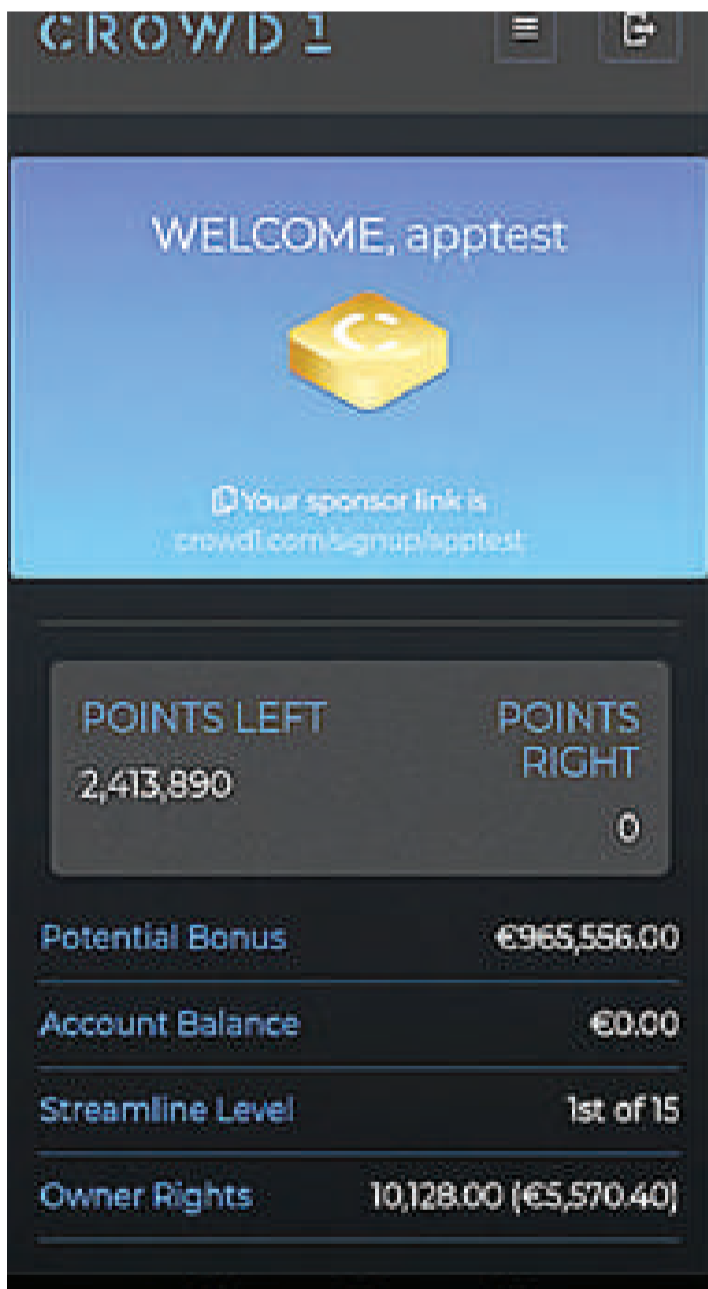 CROWD1
WELCOME, apptest
Your sponsor link is
crowd1.com/signup/apptest
POINTS LEFT
POINTS
RIGHT
2,413,890
0
Potential Bonus €965,556.00
Account Balance €0.00
Streamline Level 1st of 15
Owner Rights 10,128.00 (€5,570.40)